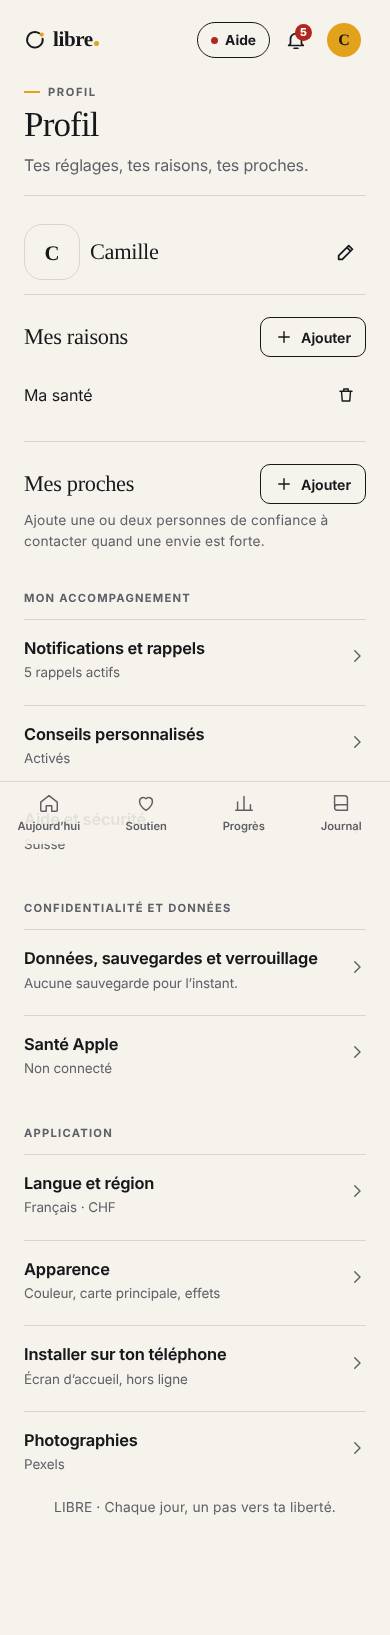 libre.
Aide
5
C
PROFIL
Profil
Tes réglages, tes raisons, tes proches.
C
Camille
Mes raisons
Ajouter
Ma santé
Mes proches
Ajouter
Ajoute une ou deux personnes de confiance à
contacter quand une envie est forte.
MON ACCOMPAGNEMENT
Notifications et rappels
5 rappels actifs
Conseils personnalisés
Activés
Aide et sécurité
Aujourd'hui
Soutien
Progrès
Journal
Suisse
CONFIDENTIALITÉ ET DONNÉES
Données, sauvegardes et verrouillage
Aucune sauvegarde pour l’instant.
Santé Apple
Non connecté
APPLICATION
Langue et région
Français · CHF
Apparence
Couleur, carte principale, effets
Installer sur ton téléphone
Écran d’accueil, hors ligne
Photographies
Pexels
LIBRE · Chaque jour, un pas vers ta liberté.